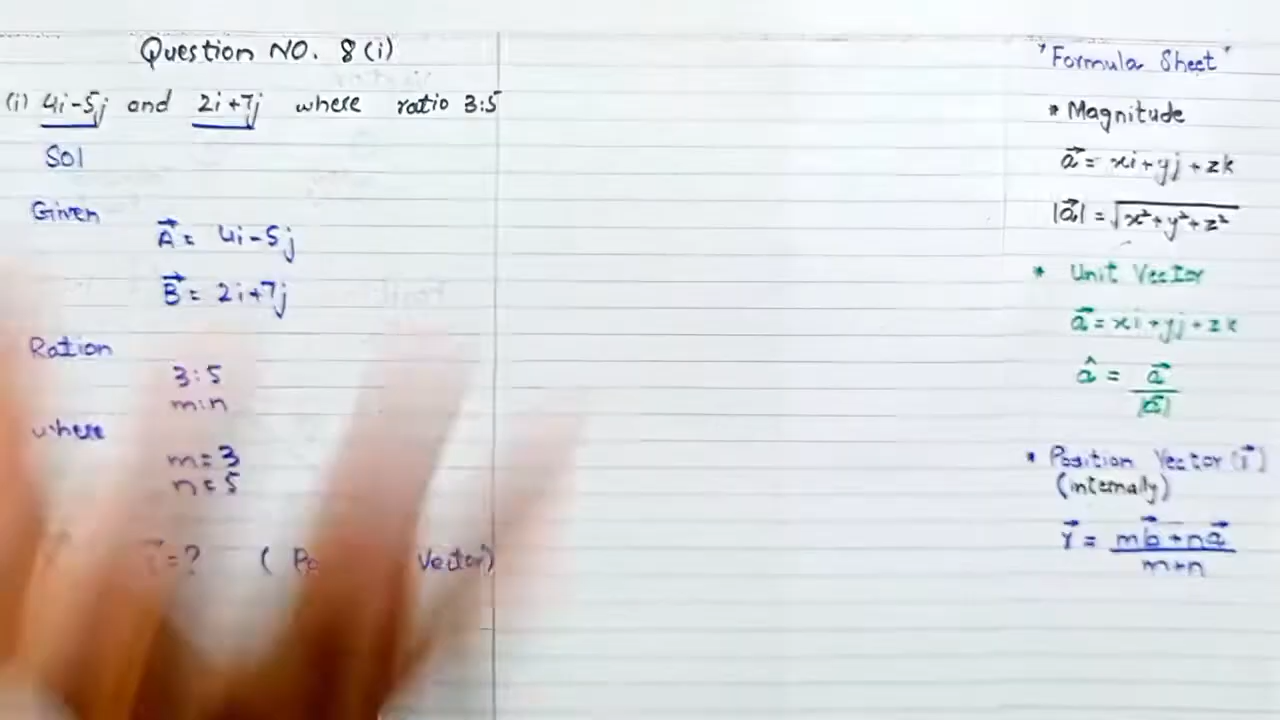 Question NO. 8(i)
(i) 4i-5j and 2i+7j where ratio 3:5
Sol
Given
A⃗ = 4i-5j
B⃗ = 2i+7j
Ration
3:5
m:n
where
m=3
n=5
=? ( Vector)
"Formula Sheet"
* Magnitude
a⃗ = xi+yj+zk
|a⃗| = √x²+y²+z²
* Unit Vector
a⃗ = xi+yj+zk
â = a⃗/|a⃗|
* Position Vector (r⃗)
(internally)
r⃗ = mb⃗+na⃗
m+n